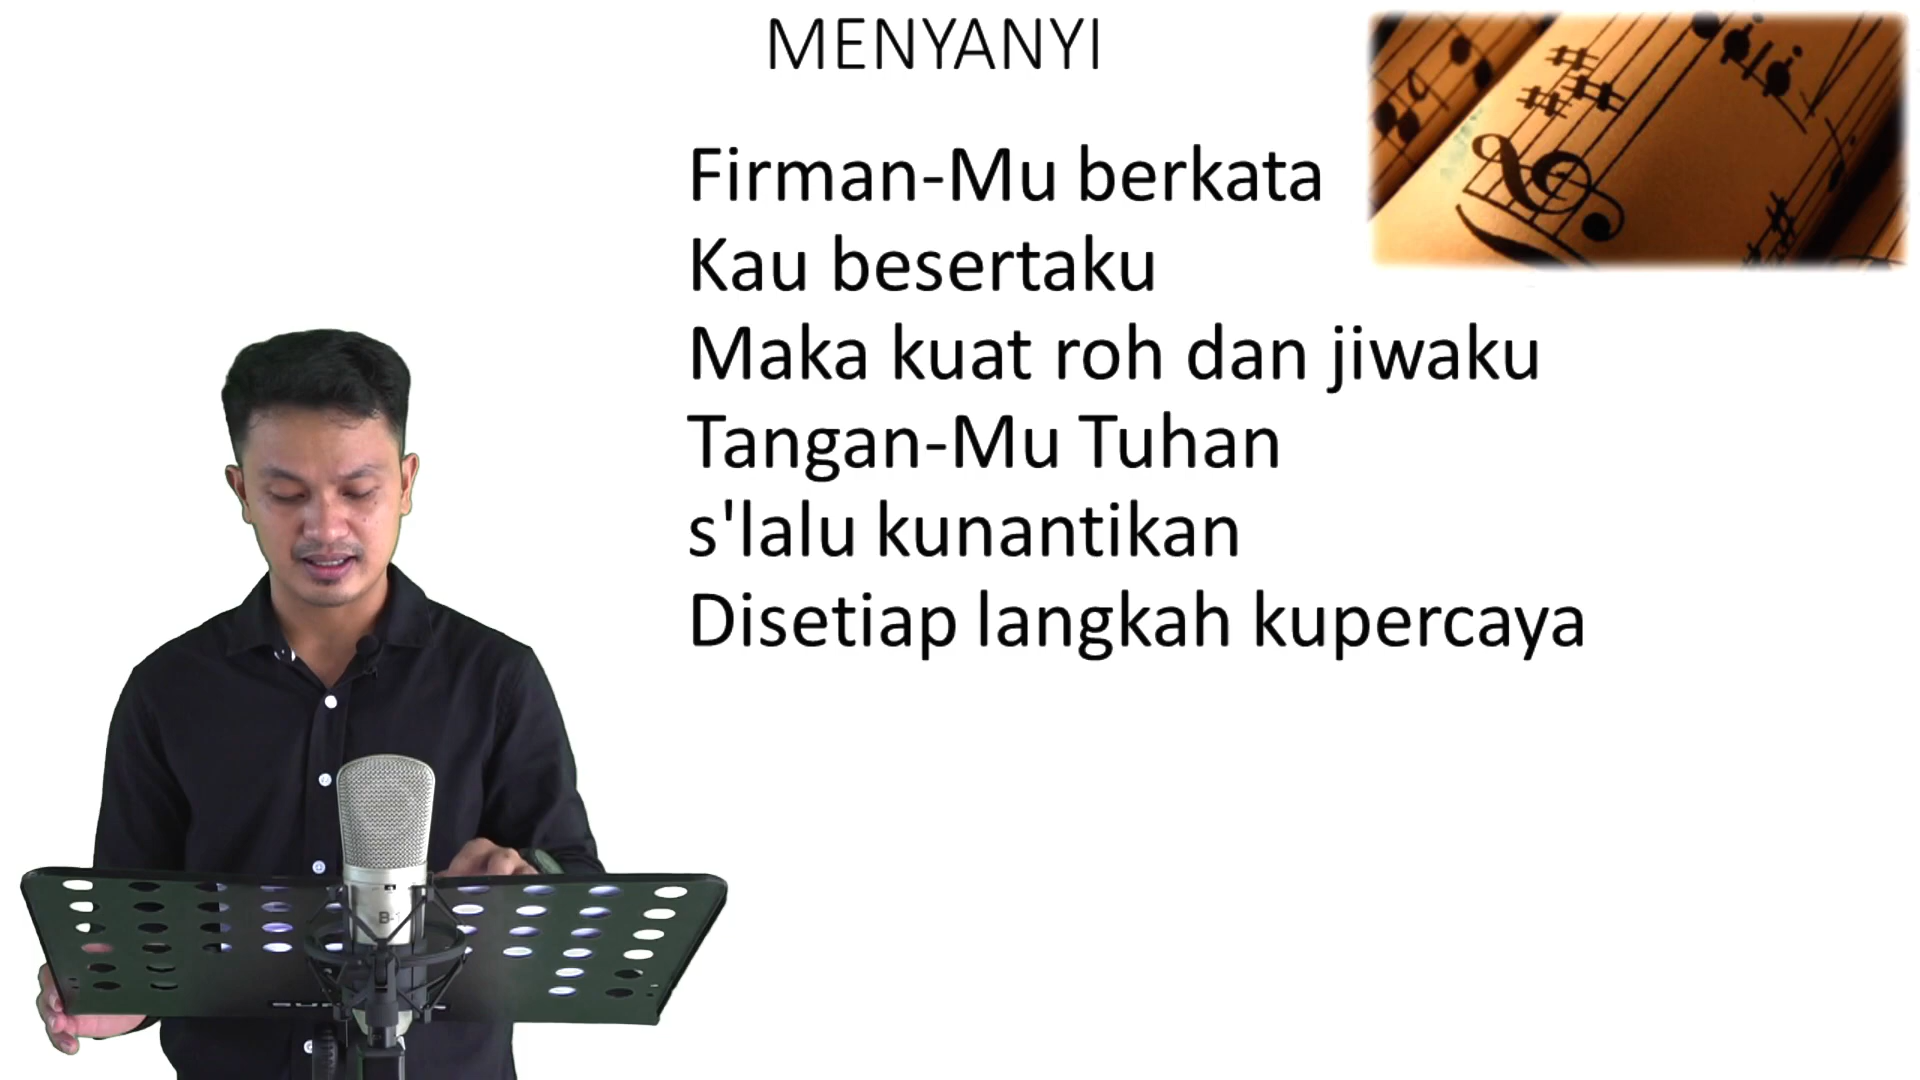 MENYANYI
Firman-Mu berkata
Kau besertaku
Maka kuat roh dan jiwaku
Tangan-Mu Tuhan
s'lalu kunantikan
Disetiap langkah kupercaya
B-1